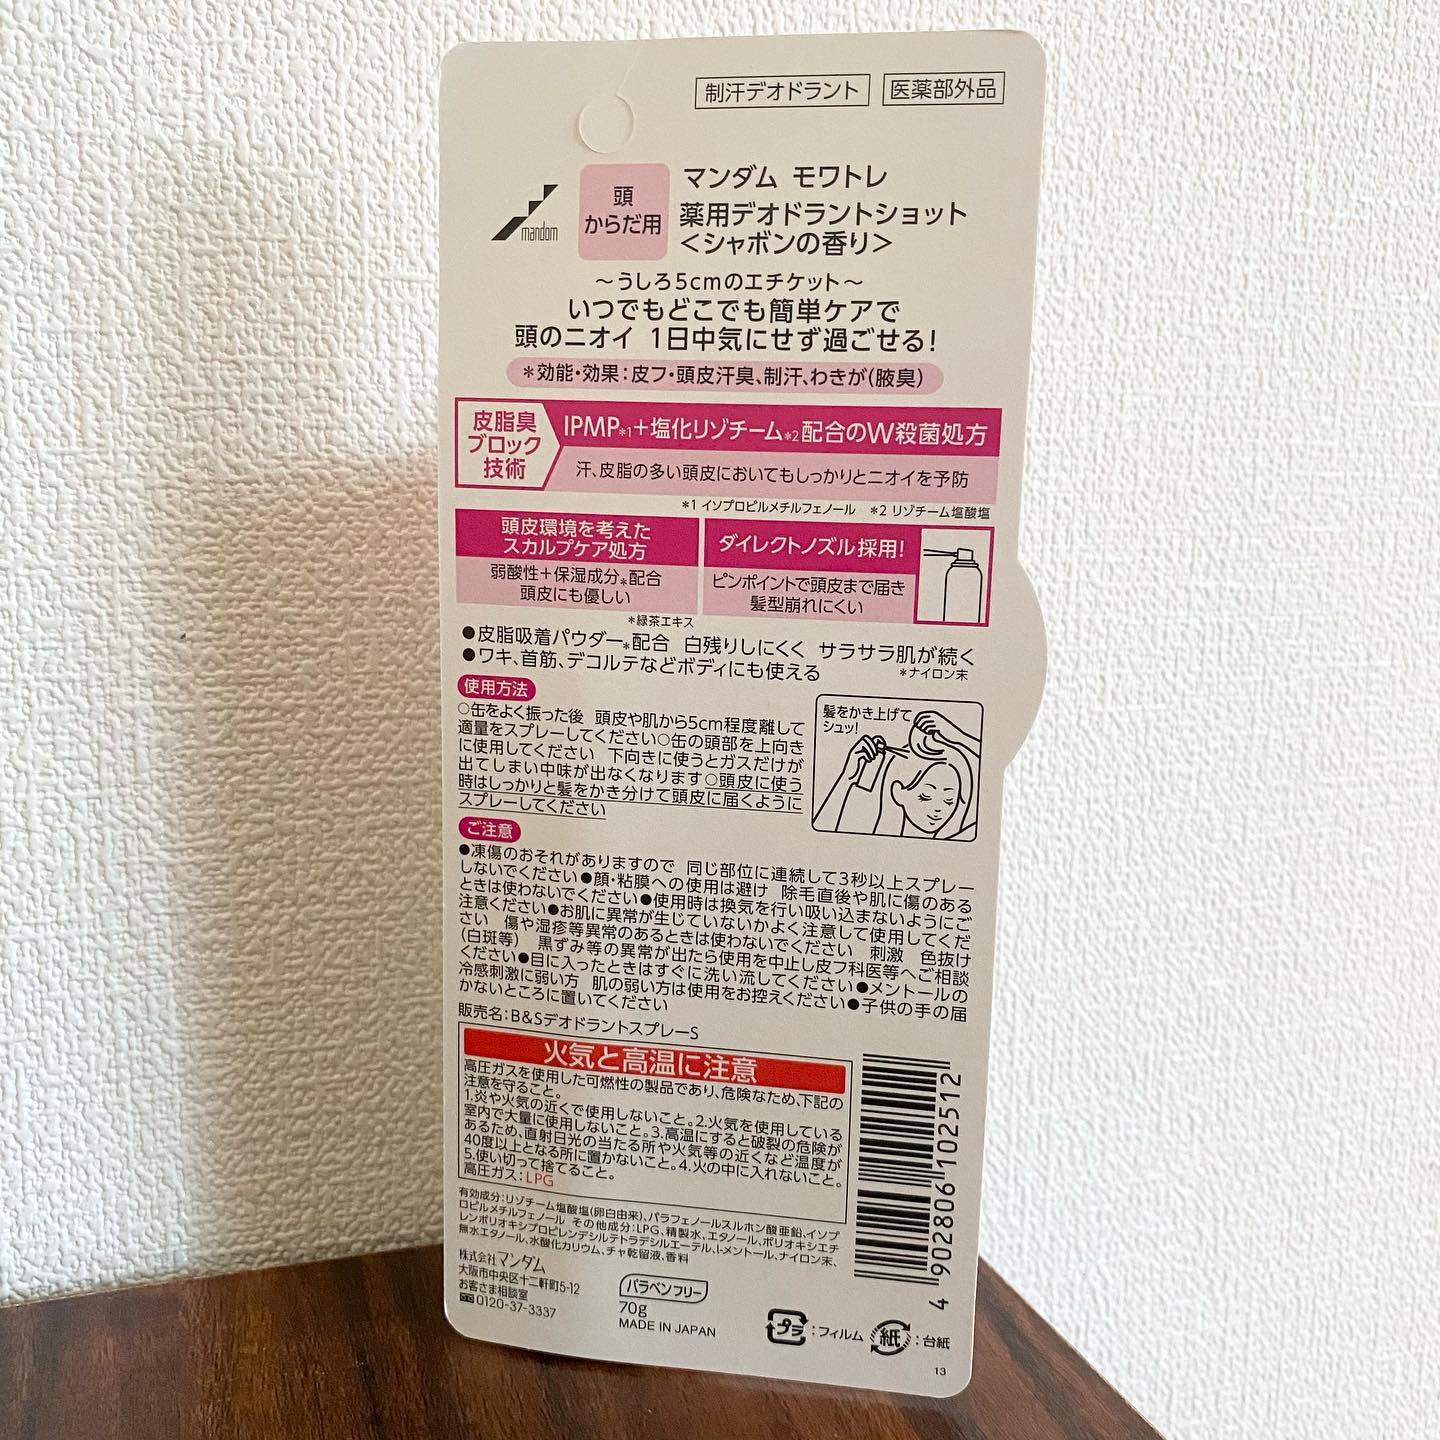 制汗デオドラント 医薬部外品
mandom
頭
からだ用
マンダム モワトレ
薬用デオドラントショット
<シャボンの香り>
~うしろ5cmのエチケット~
いつでもどこでも簡単ケアで
頭のニオイ 1日中気にせず過ごせる!
*効能・効果:皮フ・頭皮汗臭、制汗、わきが(腋臭)
皮脂臭
ブロック
技術
IPMP*1+塩化リゾチーム*2配合のW殺菌処方
汗、皮脂の多い頭皮においてもしっかりとニオイを予防
*1 イソプロピルメチルフェノール *2 リゾチーム塩酸塩
頭皮環境を考えた
スカルプケア処方
弱酸性+保湿成分*配合
頭皮にも優しい
*緑茶エキス
ダイレクトノズル採用!
ピンポイントで頭皮まで届き
髪型崩れにくい
●皮脂吸着パウダー*配合 白残りしにくく サラサラ肌が続く
●ワキ、首筋、デコルテなどボディにも使える
*ナイロン末
使用方法
○缶をよく振った後 頭皮や肌から5cm程度離して
適量をスプレーしてください○缶の頭部を上向き
に使用してください 下向きに使うとガスだけが
出てしまい中味が出なくなります○頭皮に使う
時はしっかりと髪をかき分けて頭皮に届くように
スプレーしてください
髪をかき上げて
シュッ!
ご注意
●凍傷のおそれがありますので 同じ部位に連続して3秒以上スプレー
しないでください●顔・粘膜への使用は避け 除毛直後や肌に傷のある
ときは使わないでください●使用時は換気を行い吸い込まないようにご
注意ください●お肌に異常が生じていないかよく注意して使用してくだ
さい 傷や湿疹等異常のあるときは使わないでください 刺激 色抜け
(白斑等) 黒ずみ等の異常が出たら使用を中止し皮フ科医等へご相談
ください●目に入ったときはすぐに洗い流してください●メントールの
冷感刺激に弱い方 肌の弱い方は使用をお控えください●子供の手の届
かないところに置いてください
販売名:B&SデオドラントスプレーS
火気と高温に注意
高圧ガスを使用した可燃性の製品であり、危険なため、下記の
注意を守ること。
1.炎や火気の近くで使用しないこと。2.火気を使用している
室内で大量に使用しないこと。3.高温にすると破裂の危険が
あるため、直射日光の当たる所や火気等の近くなど温度が
40度以上となる所に置かないこと。4.火の中に入れないこと。
5.使い切って捨てること。
高圧ガス:LPG
有効成分:リゾチーム塩酸塩(卵白由来)、パラフェノールスルホン酸亜鉛、イソプ
ロピルメチルフェノール その他成分:LPG、精製水、エタノール、ポリオキシエチ
レンポリオキシプロピレンデシルテトラデシルエーテル、l-メントール、ナイロン末、
無水エタノール、水酸化カリウム、チャ乾留液、香料
株式会社マンダム
大阪市中央区十二軒町5-12
お客さま相談室
0120-37-3337
パラベンフリー
70g
MADE IN JAPAN
プラ:フィルム 紙:台紙
13
4 902806 102512